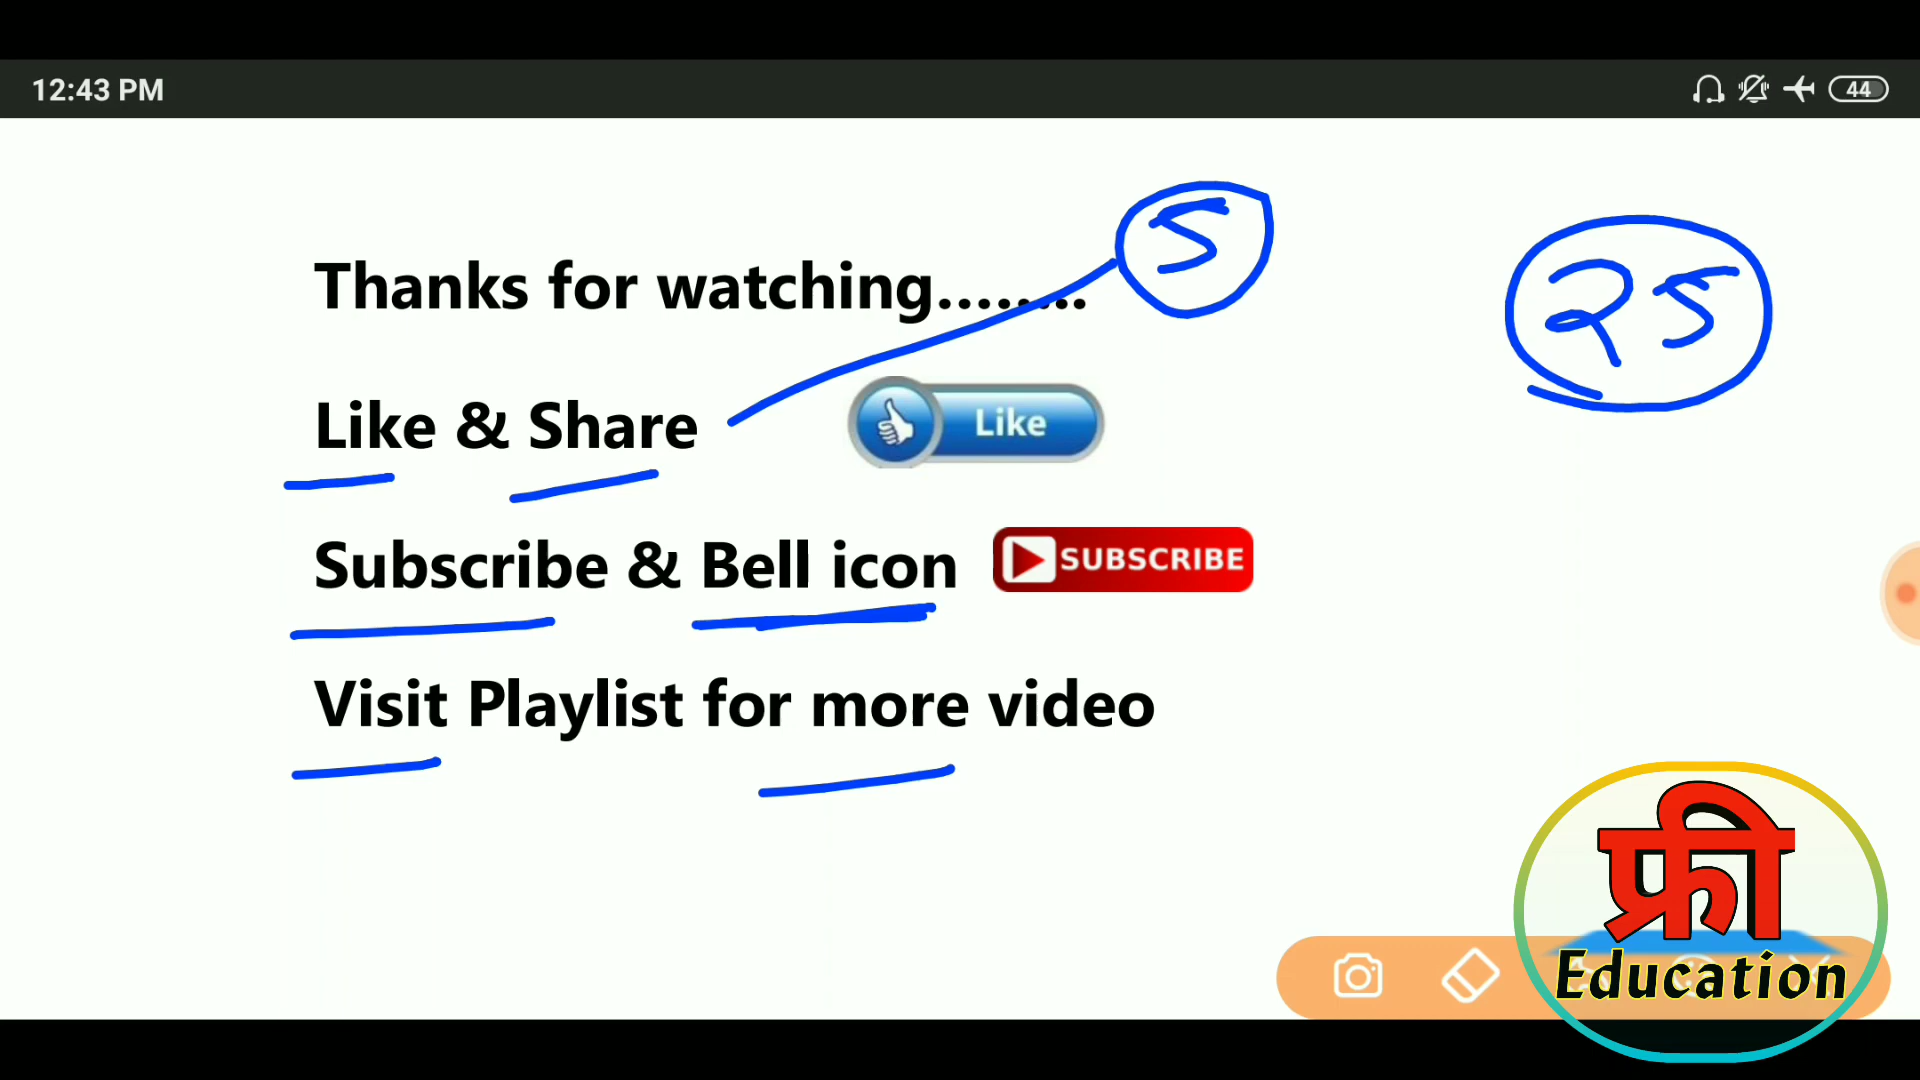 12:43 PM
44
5
25
Thanks for watching........
Like & Share
Like
Subscribe & Bell icon
SUBSCRIBE
Visit Playlist for more video
फ्री
Education